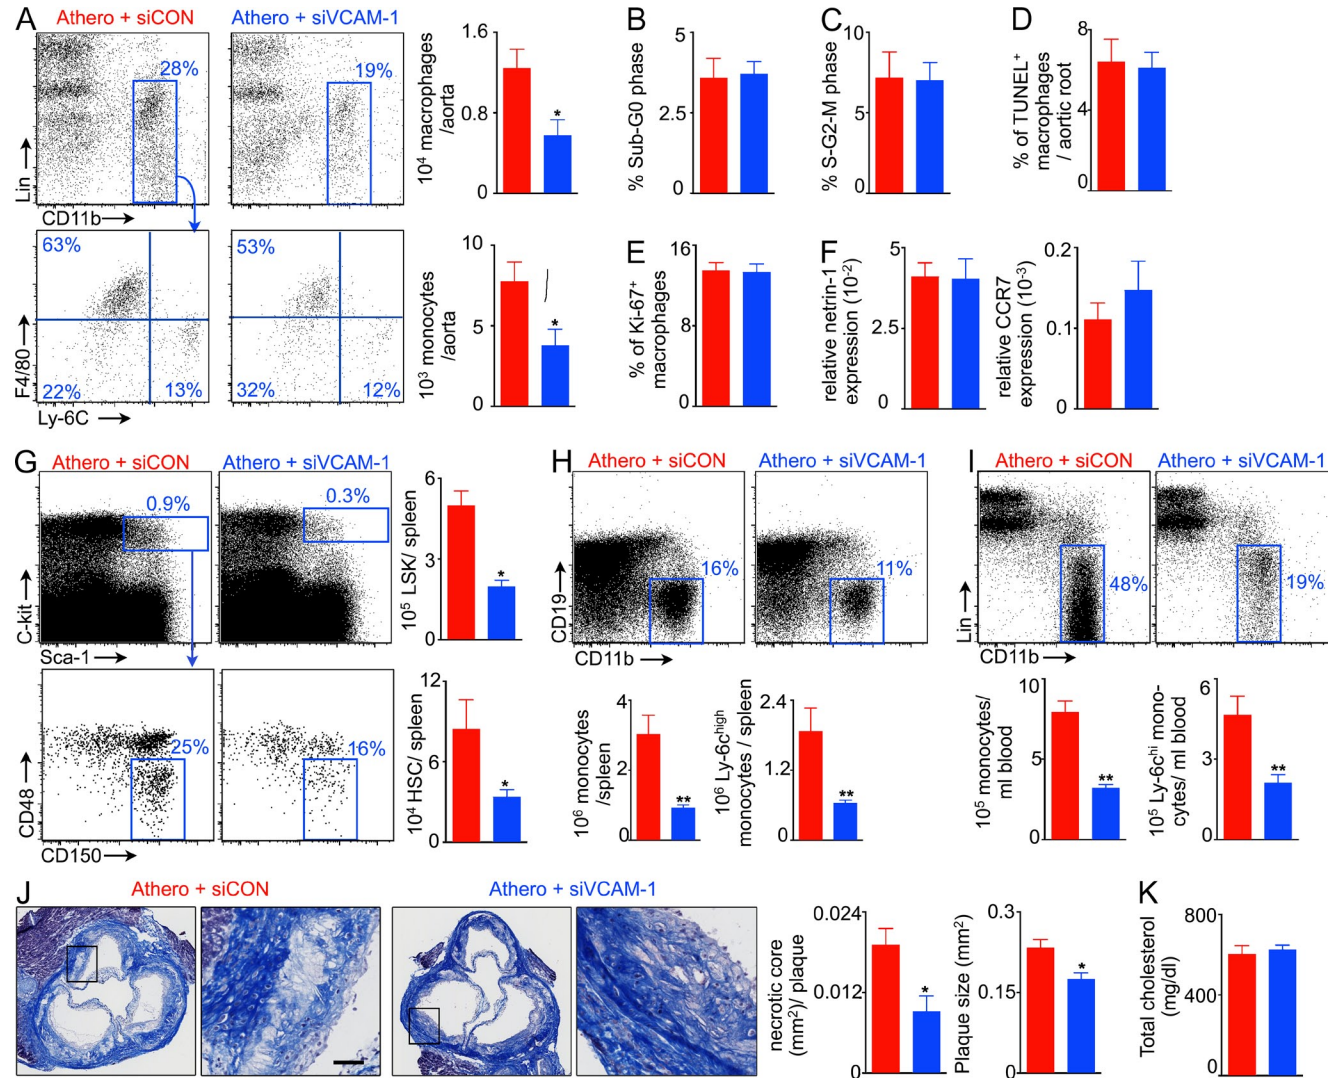 A
Athero + siCON
Athero + siVCAM-1
28%
19%
Lin
CD11b
63%
22%
13%
53%
32%
12%
F4/80
Ly-6C
10⁴ macrophages
/aorta
1.6
0.8
0
*
10³ monocytes
/aorta
10
5
0
*
B
% Sub-G0 phase
5
2.5
0
C
% S-G2-M phase
10
5
0
D
% of TUNEL⁺
macrophages
/ aortic root
8
4
0
E
% of Ki-67⁺
macrophages
16
8
0
F
relative netrin-1
expression (10⁻²)
5
2.5
0
relative CCR7
expression (10⁻³)
0.2
0.1
0
G
Athero + siCON
Athero + siVCAM-1
0.9%
0.3%
C-kit
Sca-1
25%
16%
CD48
CD150
10⁵ LSK/ spleen
6
3
0
*
10⁴ HSC/ spleen
12
6
0
*
H
Athero + siCON
Athero + siVCAM-1
16%
11%
CD19
CD11b
10⁶ monocytes
/spleen
4
2
0
**
10⁶ Ly-6cʰⁱᵍʰ
monocytes / spleen
2.4
1.2
0
**
I
Athero + siCON
Athero + siVCAM-1
48%
19%
Lin
CD11b
10⁵ monocytes/
ml blood
10
5
0
**
10⁵ Ly-6cʰⁱ mono-
cytes/ ml blood
6
3
0
**
J
Athero + siCON
Athero + siVCAM-1
necrotic core
(mm²)/ plaque
0.024
0.012
0
*
Plaque size (mm²)
0.3
0.15
0
*
K
Total cholesterol
(mg/dl)
800
400
0